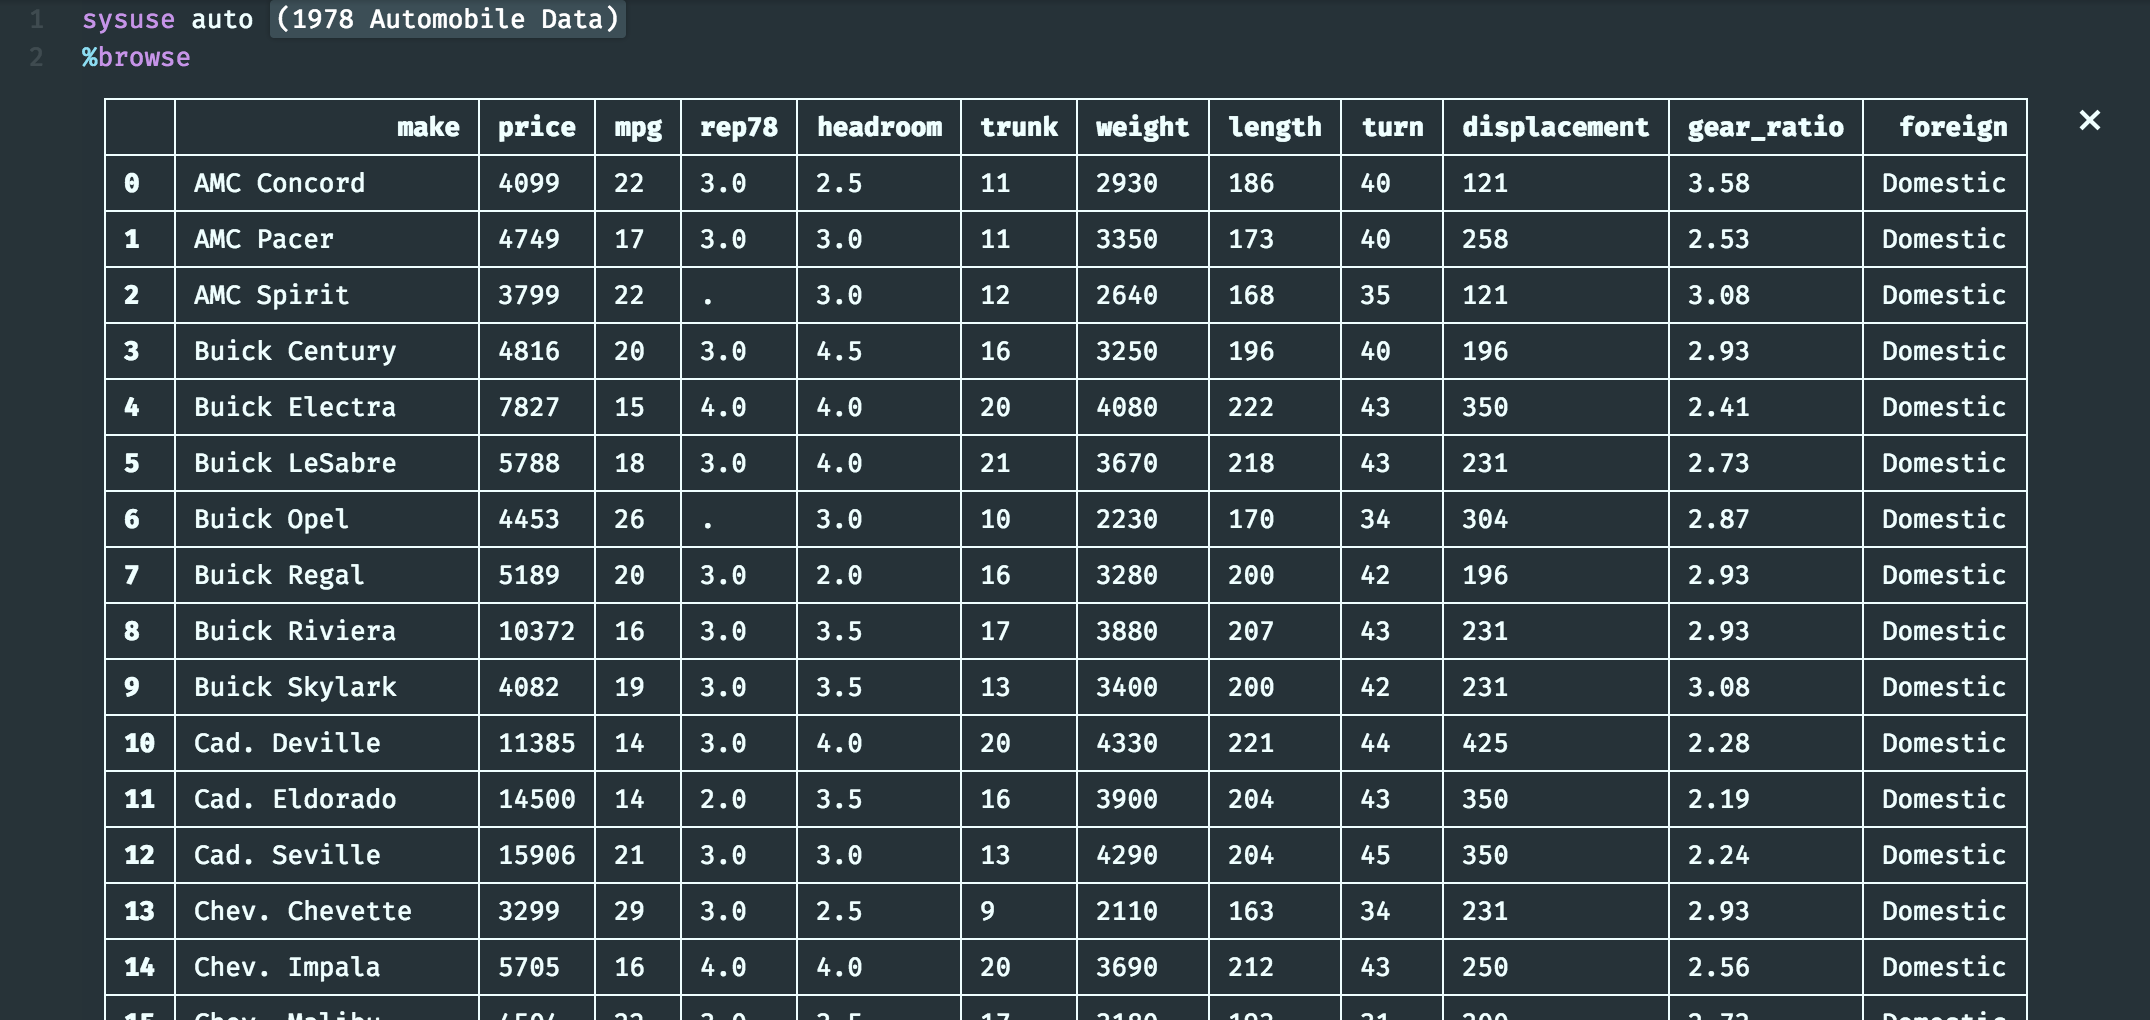 1 sysuse auto (1978 Automobile Data)
2 %browse
make price mpg rep78 headroom trunk weight length turn displacement gear_ratio foreign ×
0 AMC Concord 4099 22 3.0 2.5 11 2930 186 40 121 3.58 Domestic
1 AMC Pacer 4749 17 3.0 3.0 11 3350 173 40 258 2.53 Domestic
2 AMC Spirit 3799 22 . 3.0 12 2640 168 35 121 3.08 Domestic
3 Buick Century 4816 20 3.0 4.5 16 3250 196 40 196 2.93 Domestic
4 Buick Electra 7827 15 4.0 4.0 20 4080 222 43 350 2.41 Domestic
5 Buick LeSabre 5788 18 3.0 4.0 21 3670 218 43 231 2.73 Domestic
6 Buick Opel 4453 26 . 3.0 10 2230 170 34 304 2.87 Domestic
7 Buick Regal 5189 20 3.0 2.0 16 3280 200 42 196 2.93 Domestic
8 Buick Riviera 10372 16 3.0 3.5 17 3880 207 43 231 2.93 Domestic
9 Buick Skylark 4082 19 3.0 3.5 13 3400 200 42 231 3.08 Domestic
10 Cad. Deville 11385 14 3.0 4.0 20 4330 221 44 425 2.28 Domestic
11 Cad. Eldorado 14500 14 2.0 3.5 16 3900 204 43 350 2.19 Domestic
12 Cad. Seville 15906 21 3.0 3.0 13 4290 204 45 350 2.24 Domestic
13 Chev. Chevette 3299 29 3.0 2.5 9 2110 163 34 231 2.93 Domestic
14 Chev. Impala 5705 16 4.0 4.0 20 3690 212 43 250 2.56 Domestic